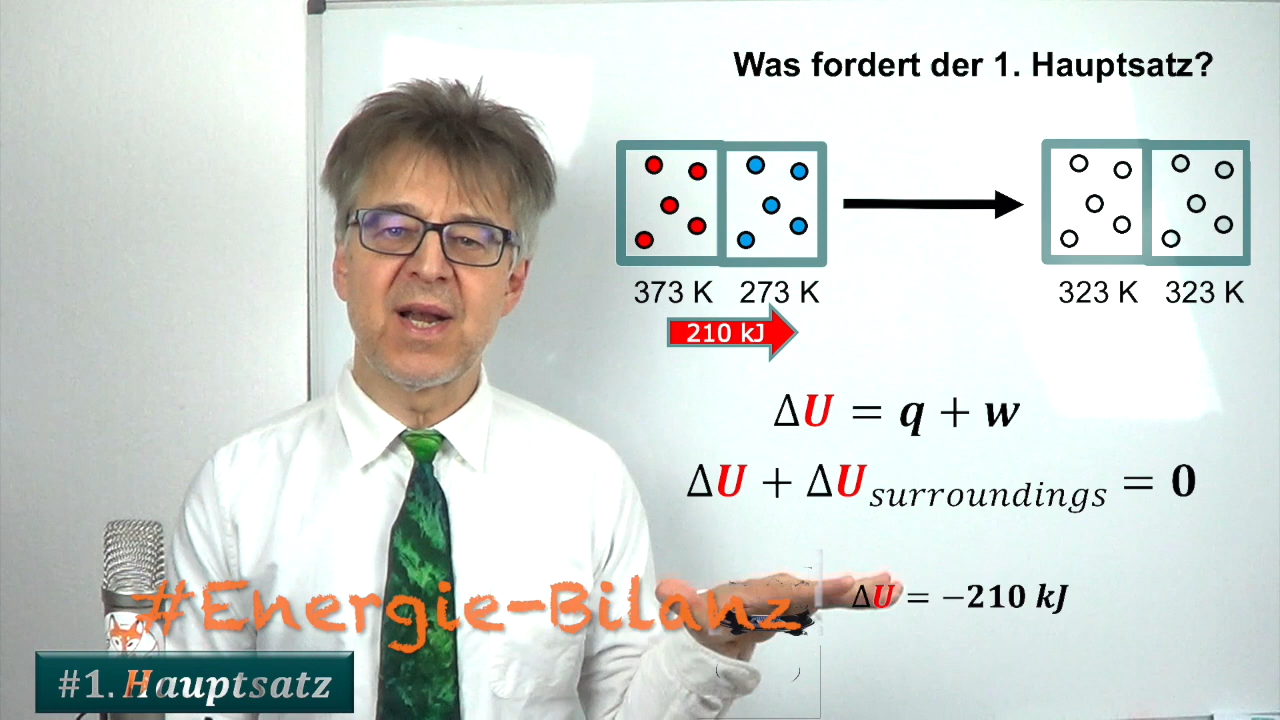 Was fordert der 1. Hauptsatz?
373 K 273 K
323 K 323 K
210 kJ
ΔU = q + w
ΔU + ΔU_surroundings = 0
ΔU = −210 kJ
#Energie-Bilanz
#1. Hauptsatz